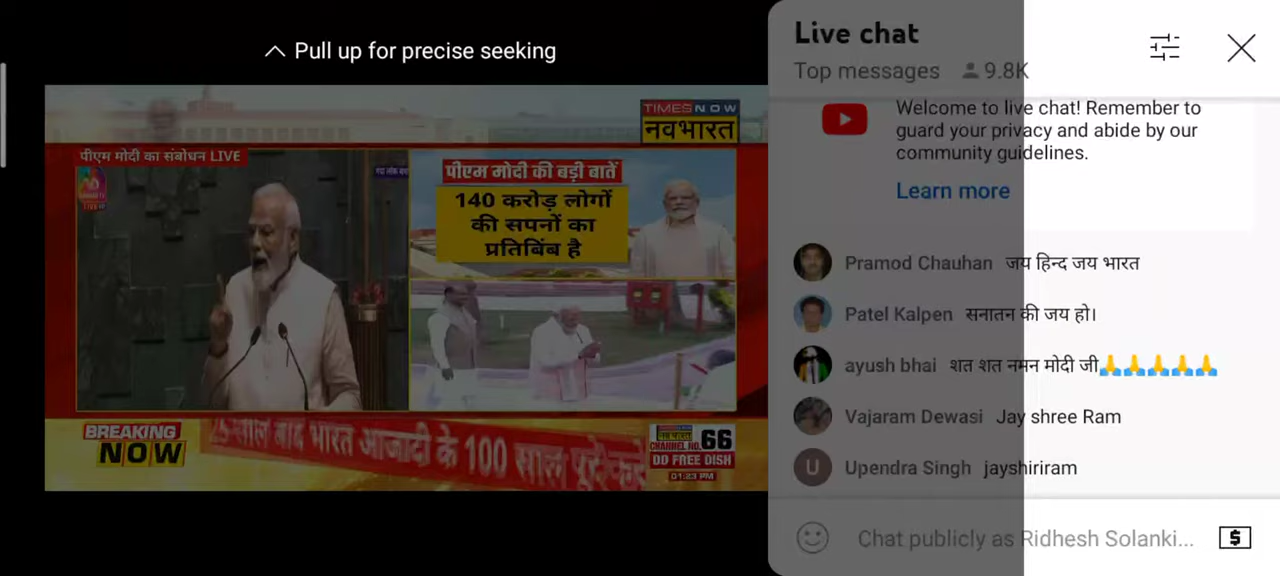 Pull up for precise seeking
Live chat
Top messages 9.8K
TIMES NOW
नवभारत
पीएम मोदी का संबोधन LIVE
पीएम मोदी की बड़ी बातें
140 करोड़ लोगों
की सपनों का
प्रतिबिंब है
BREAKING
NOW
25 साल बाद भारत आजादी के 100 साल पूरे
CHANNEL NO. 66
DD FREE DISH
01:23 PM
Welcome to live chat! Remember to
guard your privacy and abide by our
community guidelines.
Learn more
Pramod Chauhan जय हिन्द जय भारत
Patel Kalpen सनातन की जय हो।
ayush bhai शत शत नमन मोदी जी🙏🙏🙏🙏🙏
Vajaram Dewasi Jay shree Ram
U Upendra Singh jayshiriram
Chat publicly as Ridhesh Solanki...
$